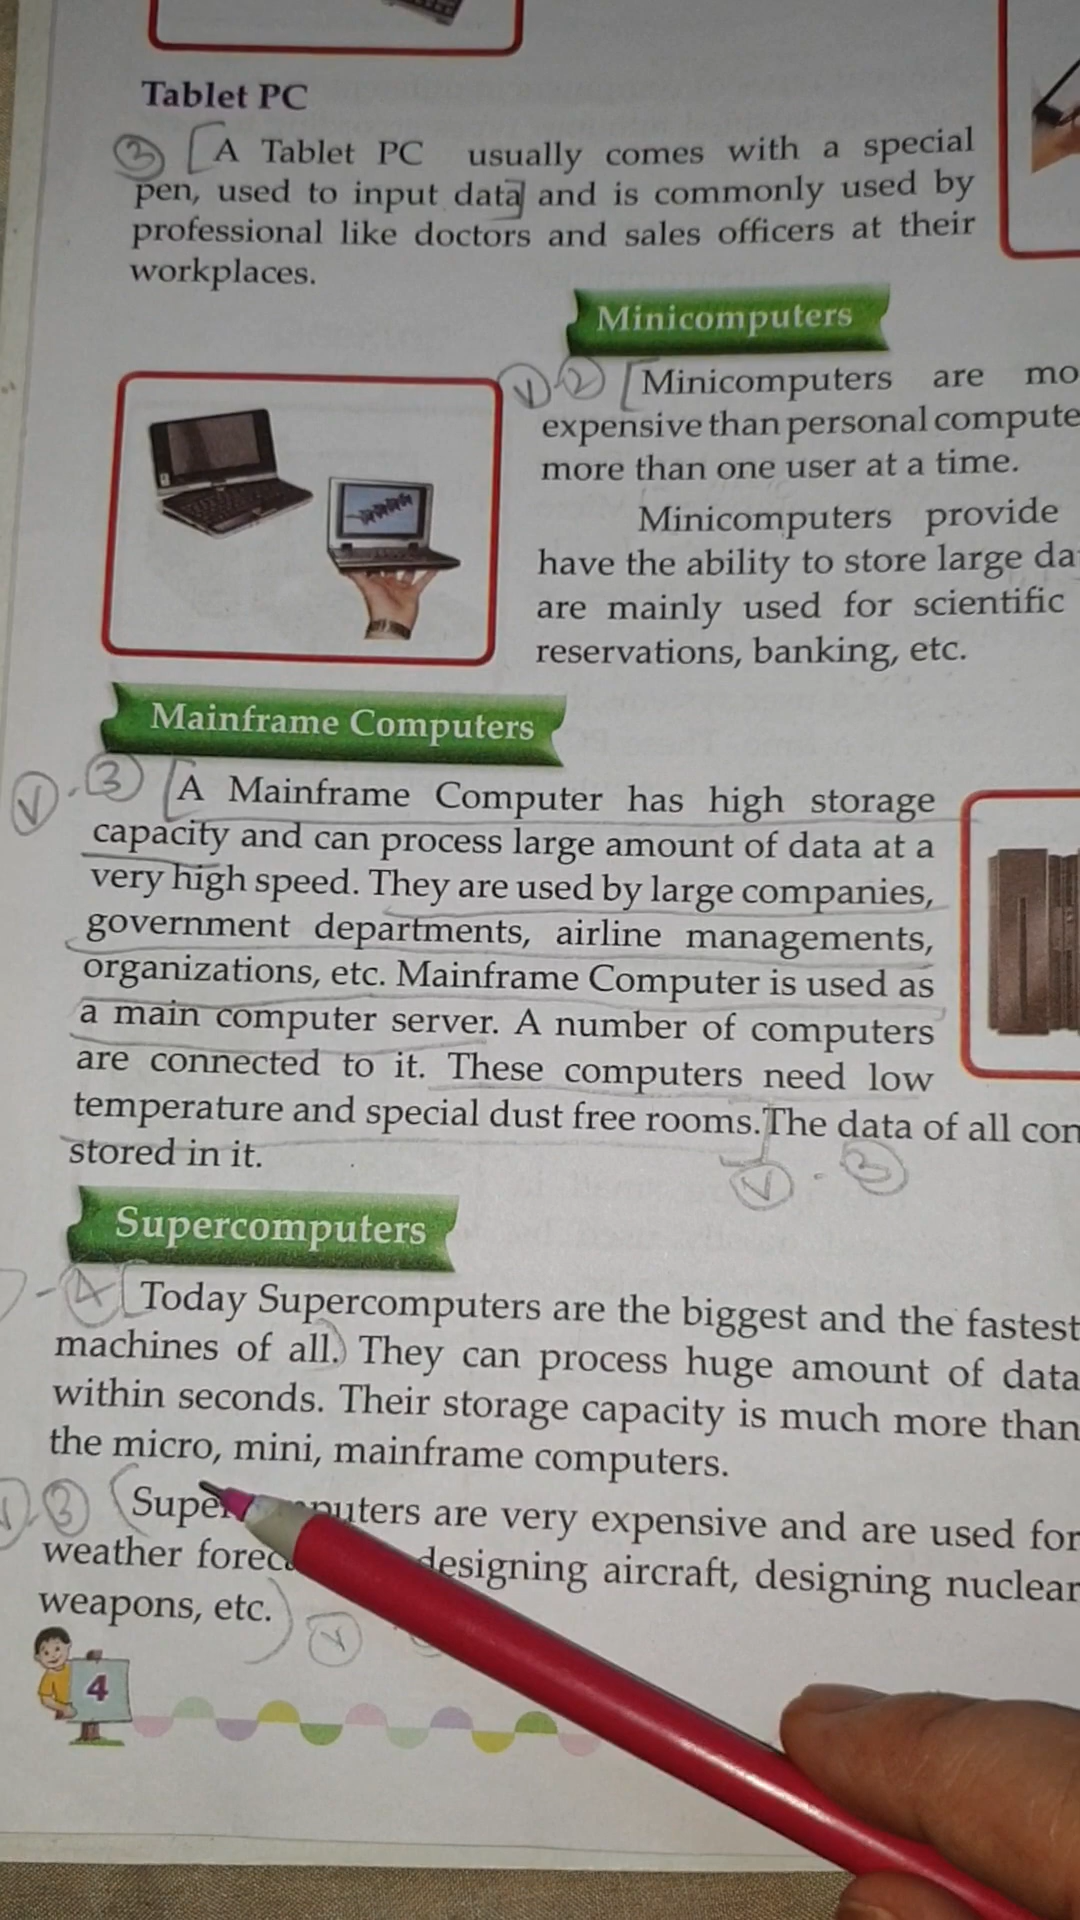 Tablet PC
3 A Tablet PC usually comes with a special
pen, used to input data and is commonly used by
professional like doctors and sales officers at their
workplaces.
Minicomputers
V 2 Minicomputers are mo
expensive than personal compute
more than one user at a time.
Minicomputers provide
have the ability to store large da
are mainly used for scientific
reservations, banking, etc.
Mainframe Computers
V - 3 A Mainframe Computer has high storage
capacity and can process large amount of data at a
very high speed. They are used by large companies,
government departments, airline managements,
organizations, etc. Mainframe Computer is used as
a main computer server. A number of computers
are connected to it. These computers need low
temperature and special dust free rooms. The data of all con
stored in it.
V - 3
Supercomputers
- 4 Today Supercomputers are the biggest and the fastest
machines of all. They can process huge amount of data
within seconds. Their storage capacity is much more than
the micro, mini, mainframe computers.
3 Supe puters are very expensive and are used for
weather forec designing aircraft, designing nuclear
weapons, etc.
V
4